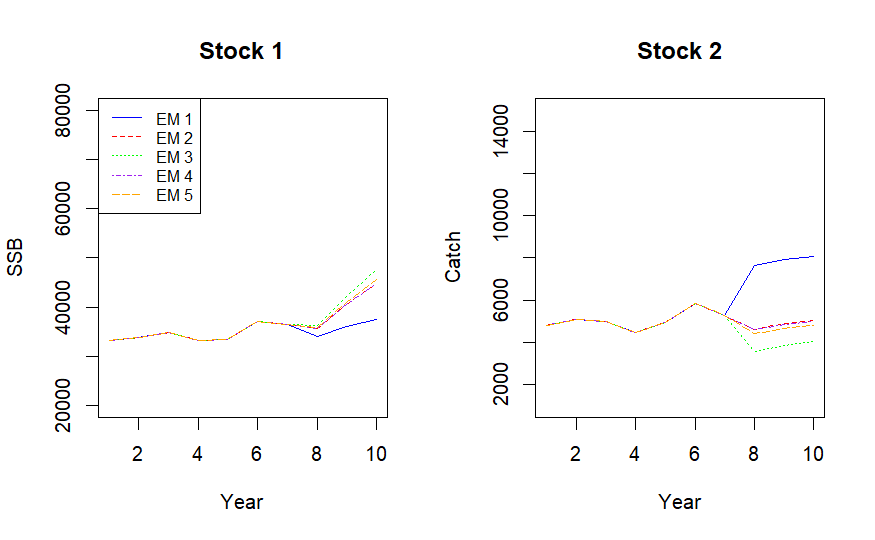 Stock 1
SSB
80000
60000
40000
20000
EM 1
EM 2
EM 3
EM 4
EM 5
2 4 6 8 10
Year
Stock 2
Catch
14000
10000
6000
2000
2 4 6 8 10
Year